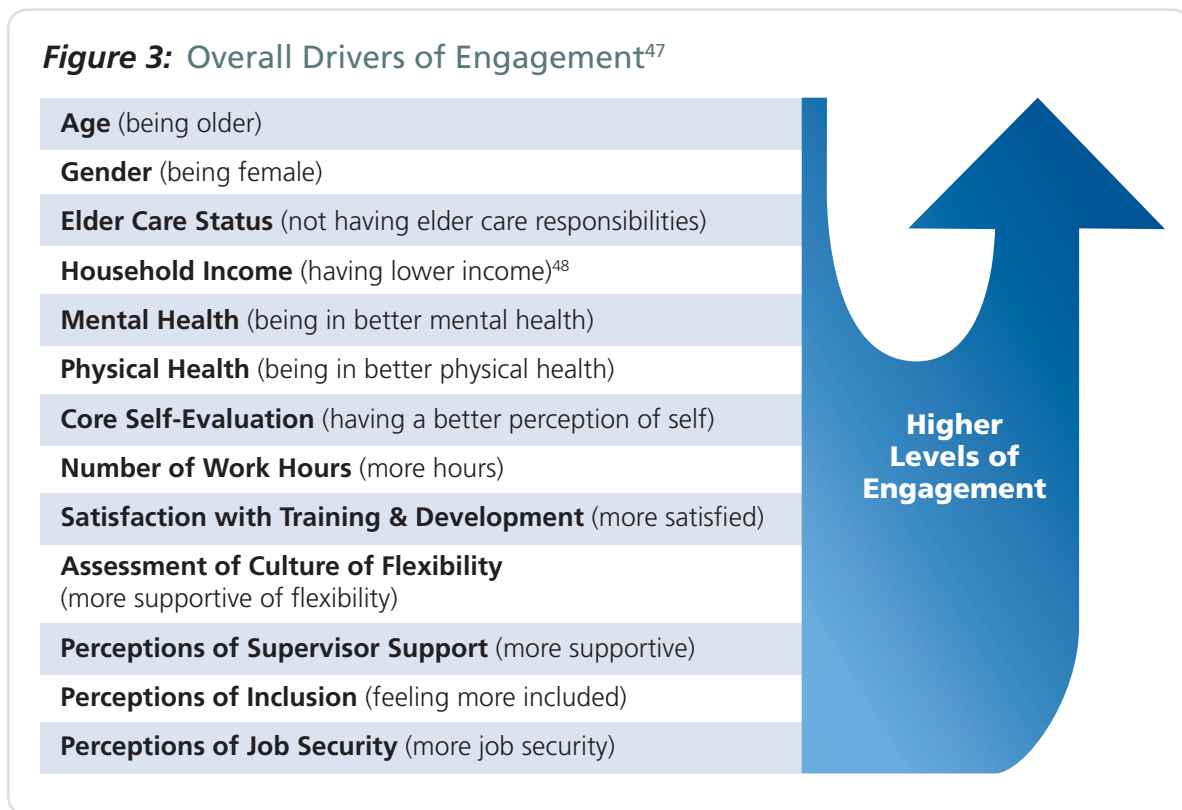 Figure 3: Overall Drivers of Engagement47
Age (being older)
Gender (being female)
Elder Care Status (not having elder care responsibilities)
Household Income (having lower income)48
Mental Health (being in better mental health)
Physical Health (being in better physical health)
Core Self-Evaluation (having a better perception of self)
Number of Work Hours (more hours)
Satisfaction with Training & Development (more satisfied)
Assessment of Culture of Flexibility
(more supportive of flexibility)
Perceptions of Supervisor Support (more supportive)
Perceptions of Inclusion (feeling more included)
Perceptions of Job Security (more job security)
Higher
Levels of
Engagement